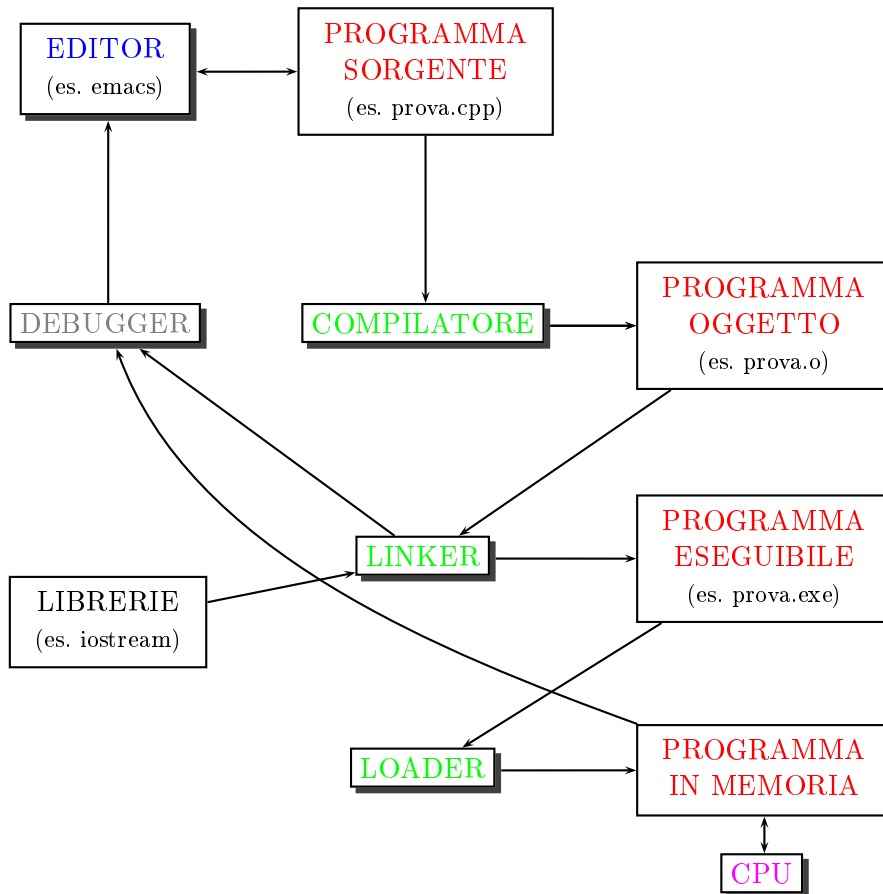 EDITOR
(es. emacs)
PROGRAMMA
SORGENTE
(es. prova.cpp)
DEBUGGER
COMPILATORE
PROGRAMMA
OGGETTO
(es. prova.o)
LINKER
PROGRAMMA
ESEGUIBILE
(es. prova.exe)
LIBRERIE
(es. iostream)
LOADER
PROGRAMMA
IN MEMORIA
CPU